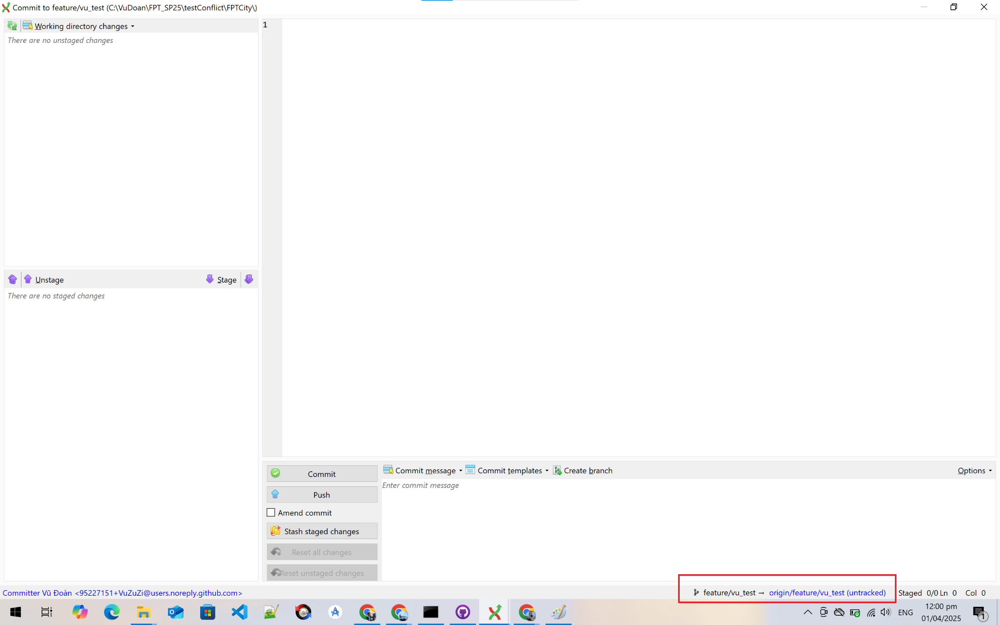 Commit to feature/vu_test (C:\VuDoan\FPT_SP25\testConflict\FPTCity\)
Working directory changes
There are no unstaged changes
1
Unstage
Stage
There are no staged changes
Commit
Push
Amend commit
Stash staged changes
Reset all changes
Reset unstaged changes
Commit message
Commit templates
Create branch
Options
Enter commit message
Committer Vũ Đoàn <95227151+VuZuZi@users.noreply.github.com>
feature/vu_test → origin/feature/vu_test (untracked)
Staged 0/0 Ln 0 Col 0
ENG
12:00 pm
01/04/2025
1